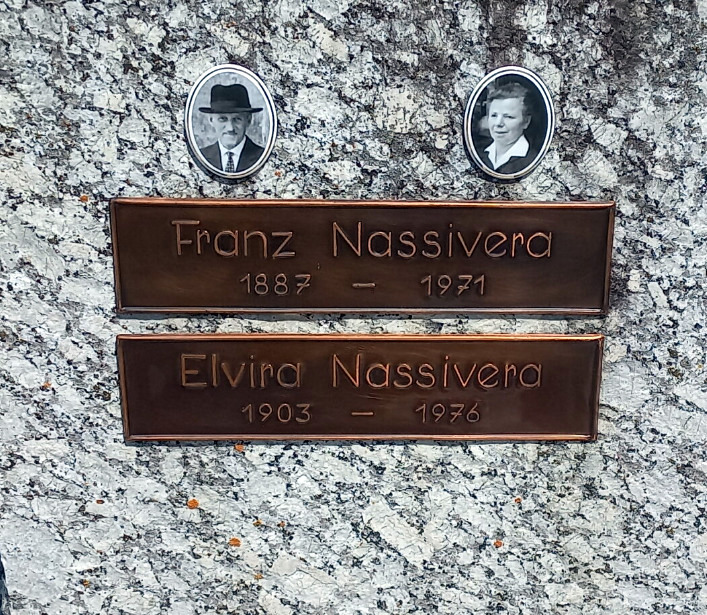 Franz Nassivera
1887 – 1971
Elvira Nassivera
1903 – 1976